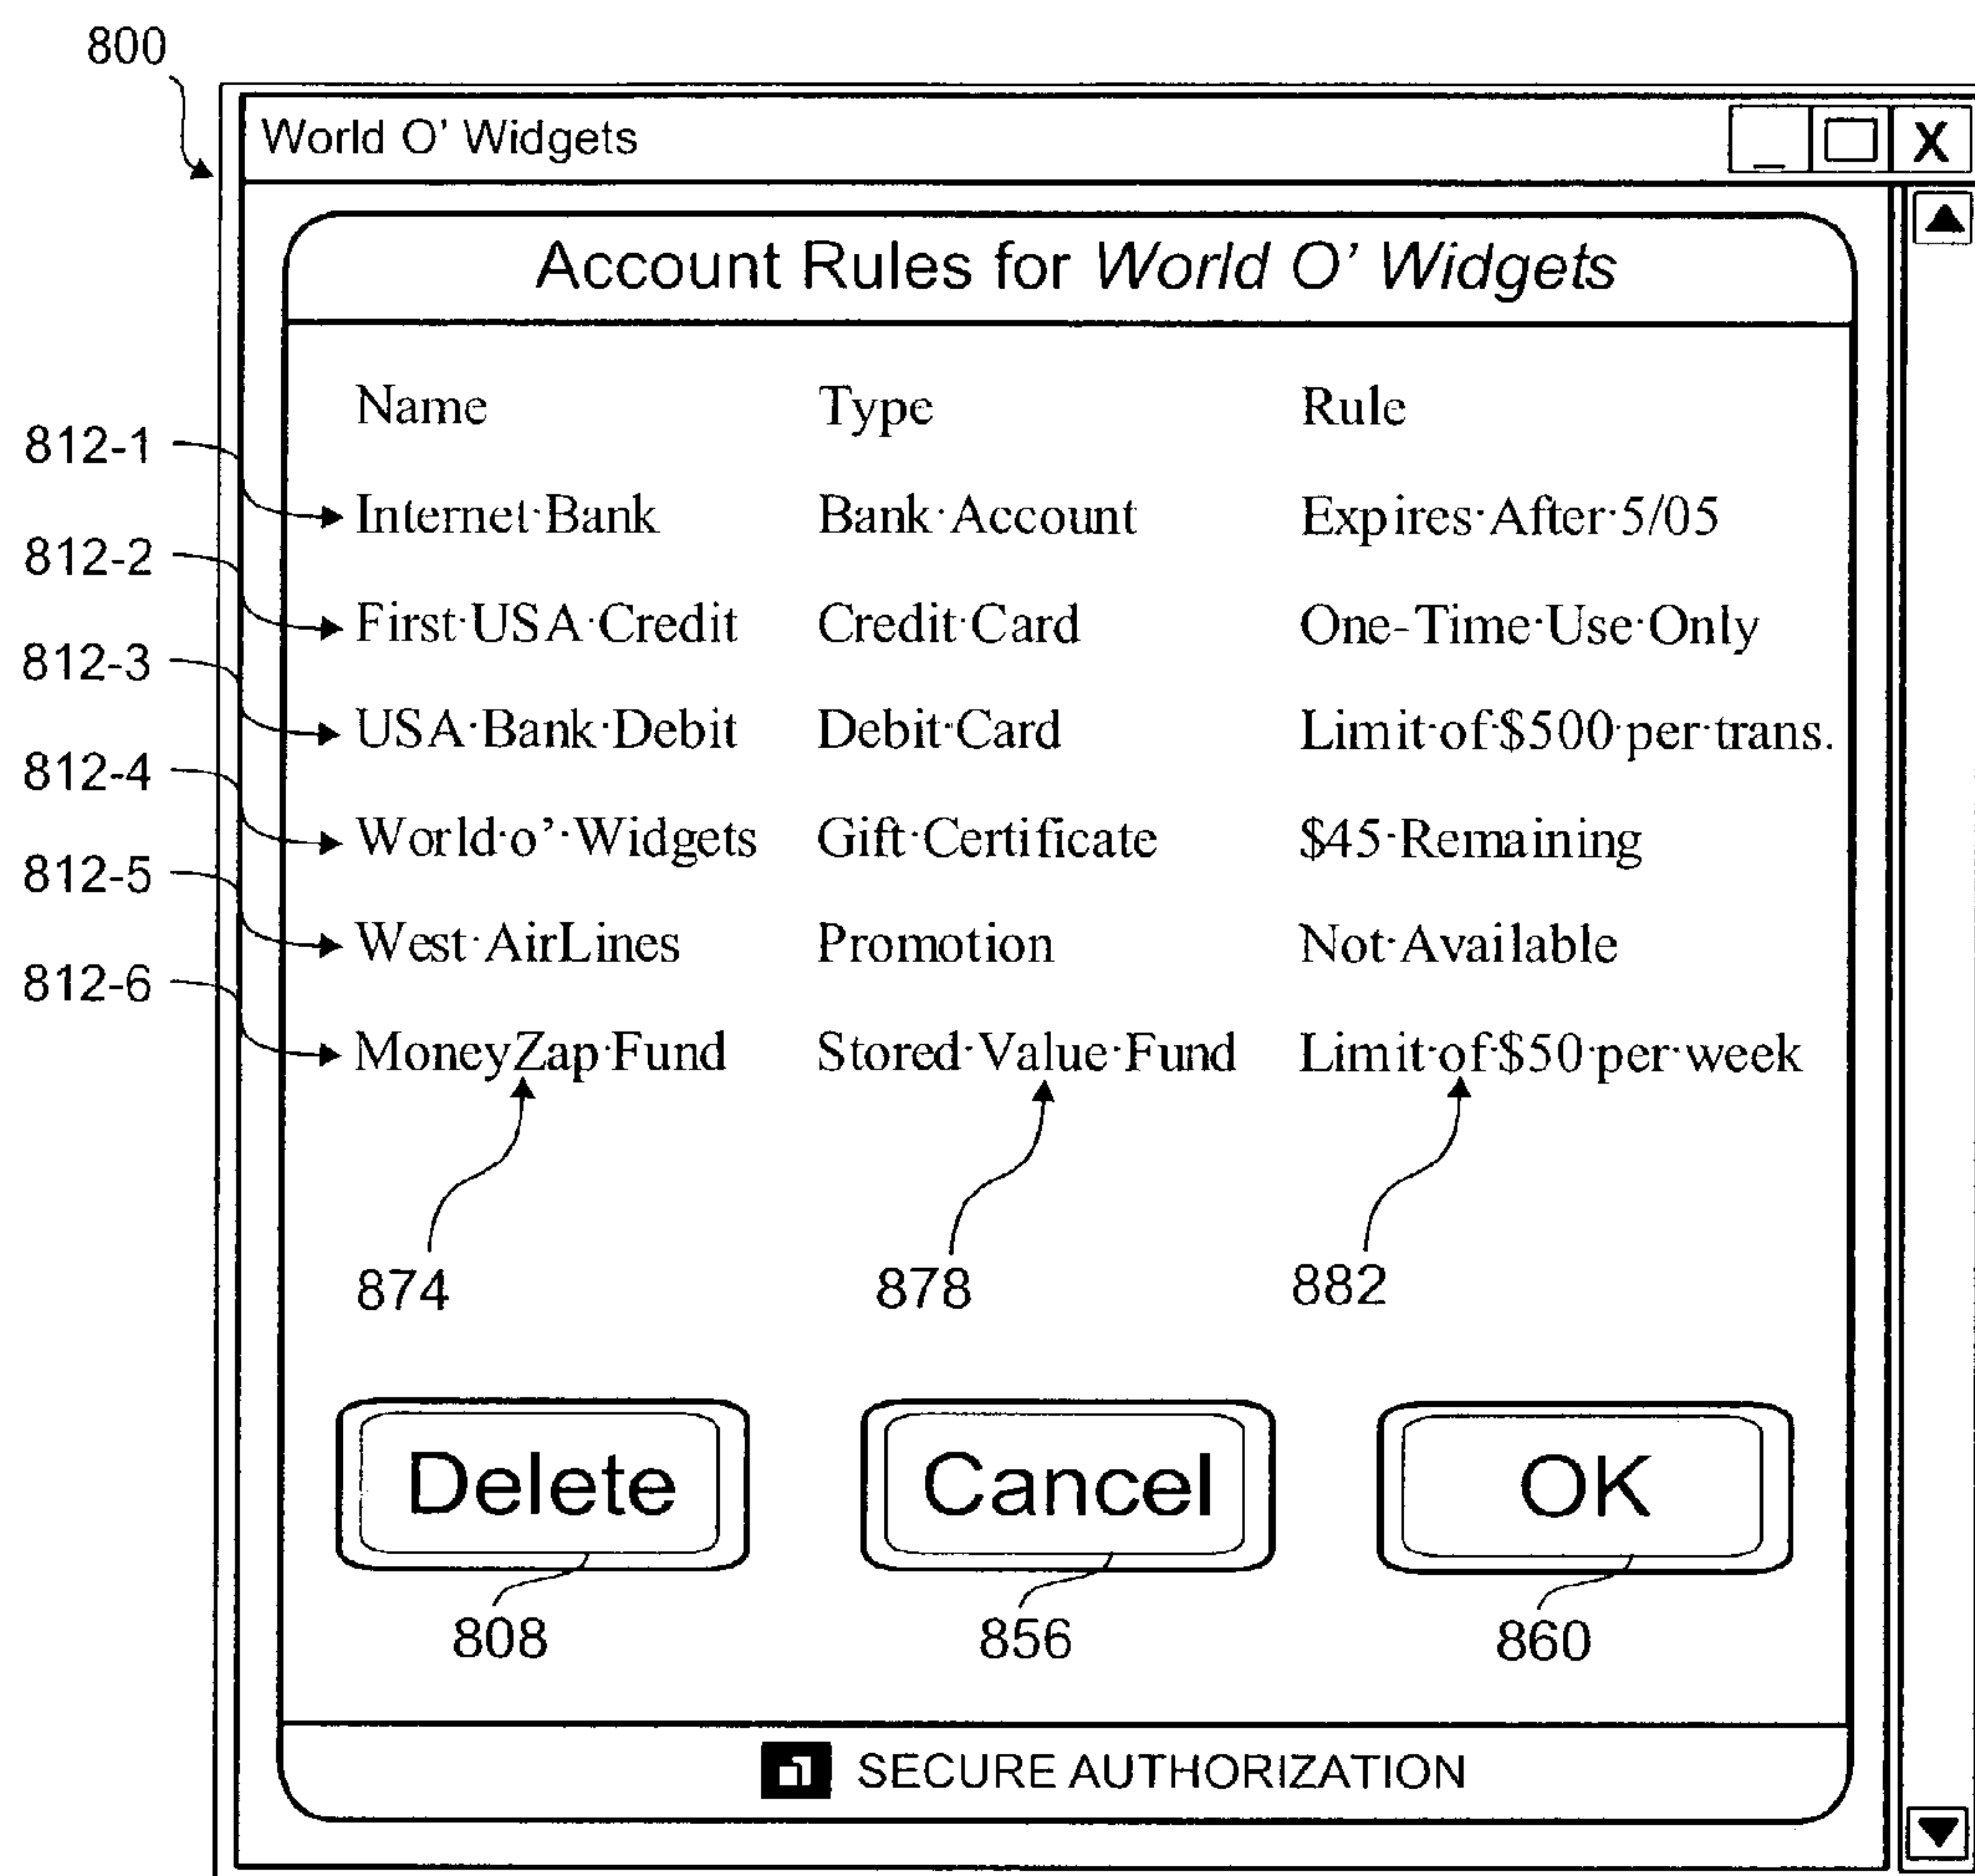 800
World O' Widgets
_ X
Account Rules for World O' Widgets
Name Type Rule
812-1
Internet·Bank Bank·Account Expires·After·5/05
812-2
First·USA·Credit Credit·Card One-Time·Use·Only
812-3
USA·Bank·Debit Debit·Card Limit·of·$500·per·trans.
812-4
World·o’·Widgets Gift·Certificate $45·Remaining
812-5
West·AirLines Promotion Not·Available
812-6
MoneyZap·Fund Stored·Value·Fund Limit·of·$50·per·week
874 878 882
Delete Cancel OK
808 856 860
SECURE AUTHORIZATION